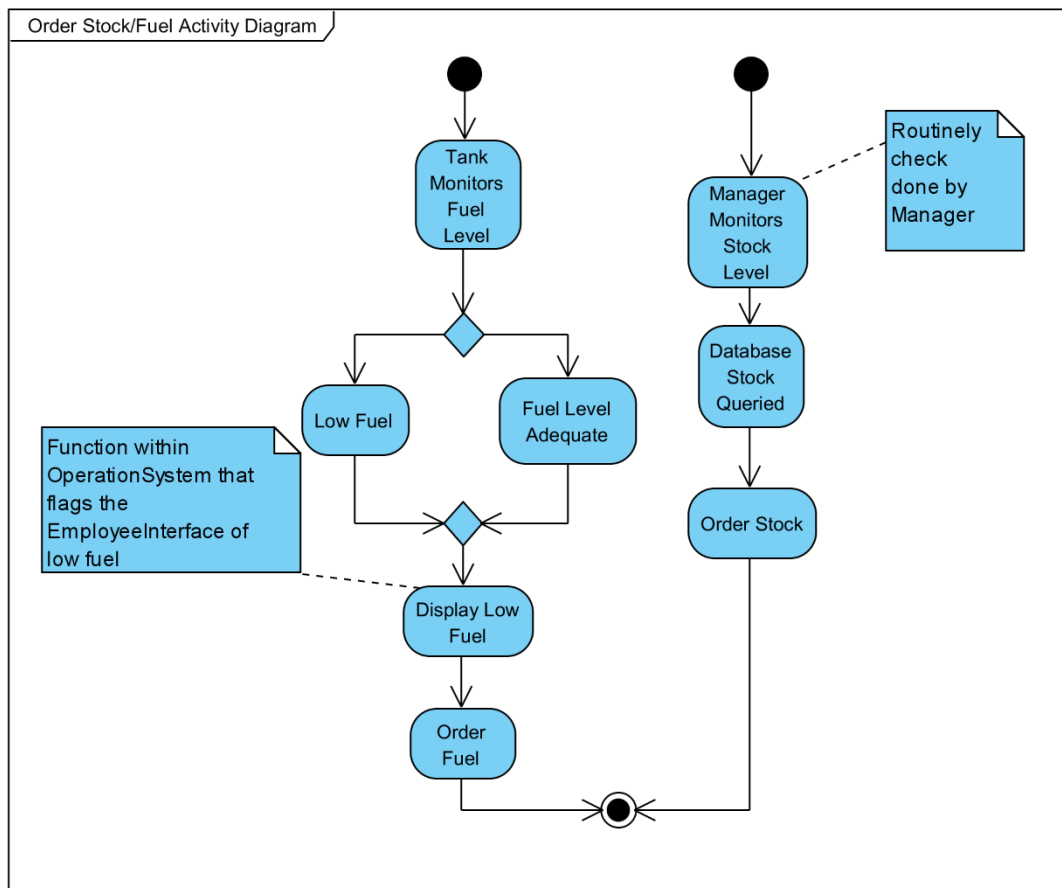 Order Stock/Fuel Activity Diagram
Tank
Monitors
Fuel
Level
Low Fuel
Fuel Level
Adequate
Function within
OperationSystem that
flags the
EmployeeInterface of
low fuel
Display Low
Fuel
Order
Fuel
Manager
Monitors
Stock
Level
Routinely
check
done by
Manager
Database
Stock
Queried
Order Stock